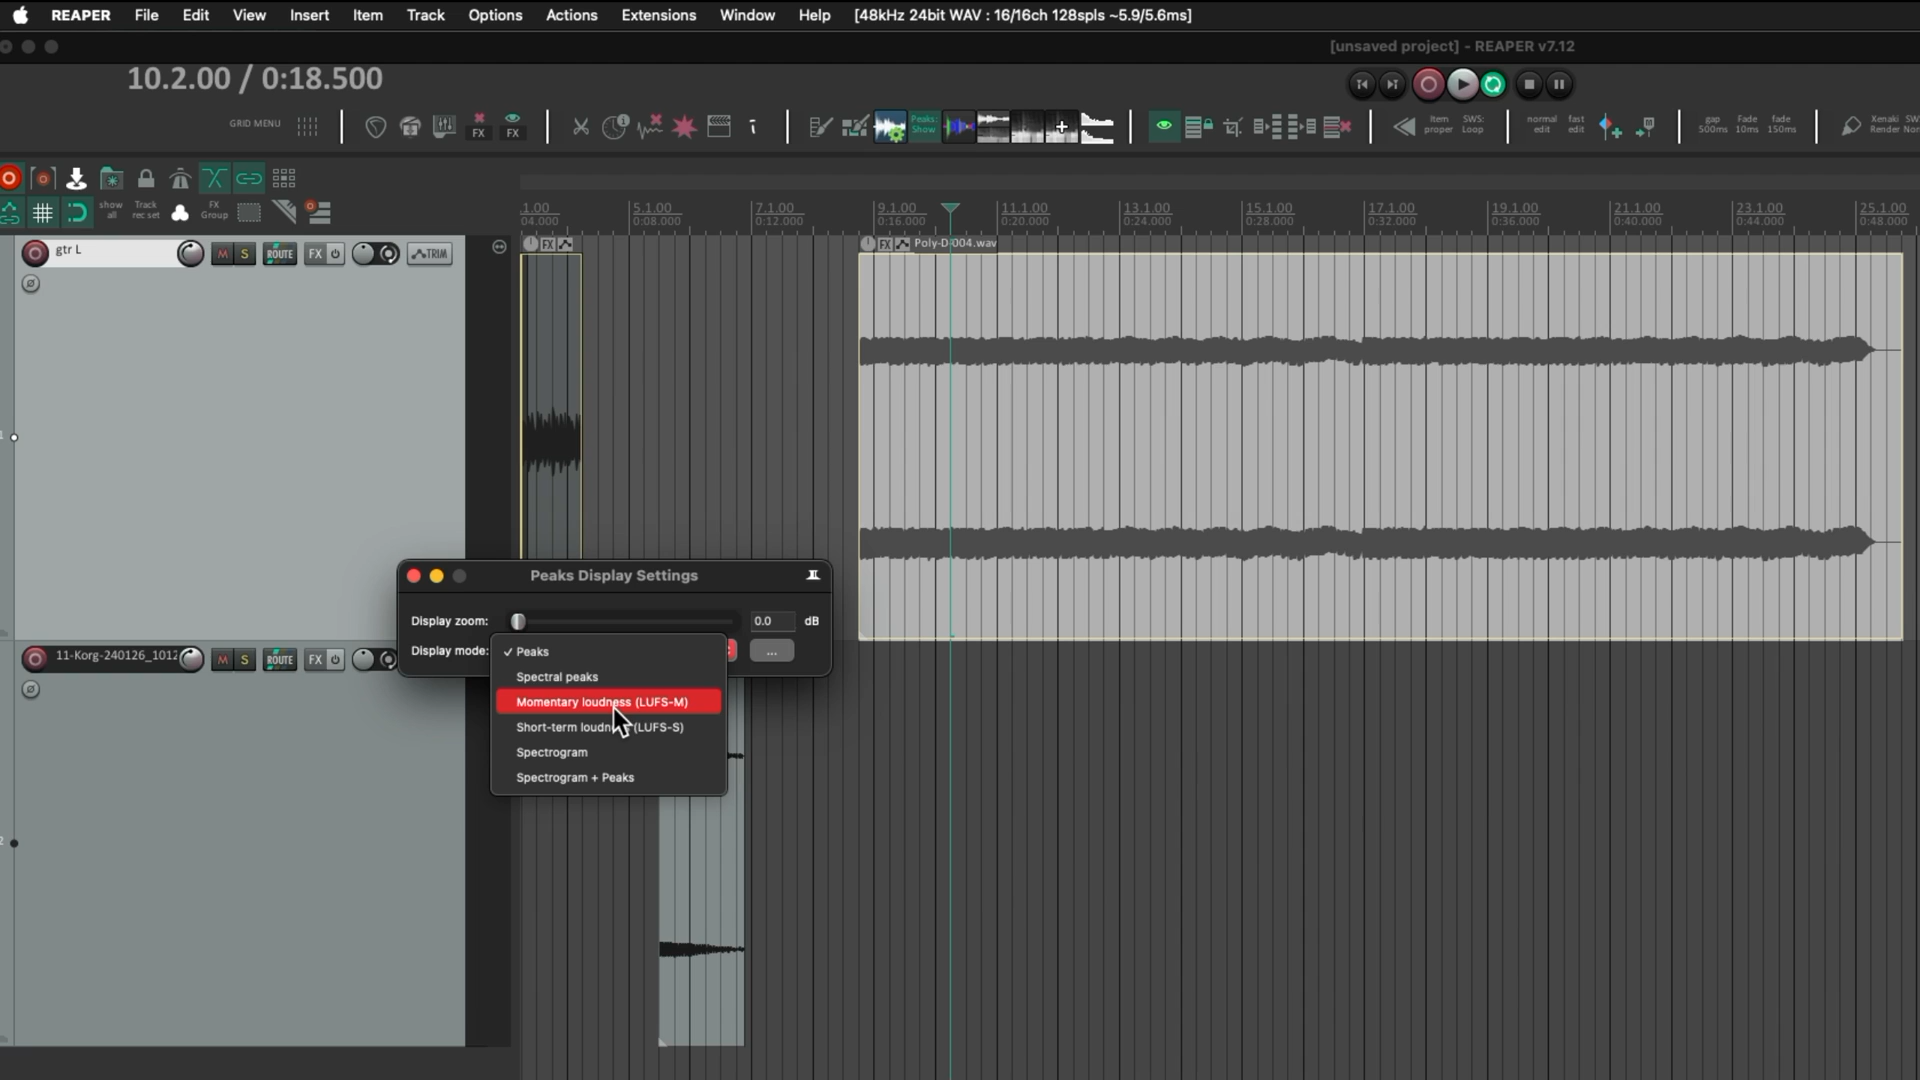 REAPER File Edit View Insert Item Track Options Actions Extensions Window Help [48kHz 24bit WAV : 16/16ch 128spls ~5.9/5.6ms]
[unsaved project] - REAPER v7.12
10.2.00 / 0:18.500
GRID MENU
FX FX
Peaks: Show
Item proper
SWS: Loop
normal edit
fast edit
gap 500ms
Fade 10ms
fade 150ms
Xenaki
Render
show all
Track rec set
FX Group
.1.00 5.1.00 7.1.00 9.1.00 11.1.00 13.1.00 15.1.00 17.1.00 19.1.00 21.1.00 23.1.00 25.1.00
04.000 0:08.000 0:12.000 0:16.000 0:20.000 0:24.000 0:28.000 0:32.000 0:36.000 0:40.000 0:44.000 0:48.000
gtr L M S ROUTE FX TRIM
FX
FX Poly-D 004.wav
Peaks Display Settings
Display zoom: 0.0 dB
Display mode: ...
✓ Peaks
Spectral peaks
Momentary loudness (LUFS-M)
Short-term (LUFS-S)
Spectrogram
Spectrogram + Peaks
11-Korg-240126_1012 M S ROUTE FX